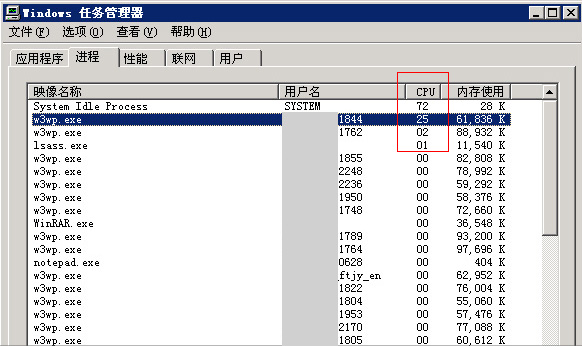 Windows 任务管理器
文件(F) 选项(O) 查看(V) 帮助(H)
应用程序 进程 性能 联网 用户
映像名称 用户名 CPU 内存使用
System Idle Process SYSTEM 72 28 K
w3wp.exe 1844 25 61,836 K
w3wp.exe 1762 02 88,932 K
lsass.exe 01 11,540 K
w3wp.exe 1855 00 82,808 K
w3wp.exe 2248 00 78,992 K
w3wp.exe 2236 00 59,292 K
w3wp.exe 1950 00 58,376 K
w3wp.exe 1748 00 72,660 K
WinRAR.exe 00 36,548 K
w3wp.exe 1789 00 93,200 K
w3wp.exe 1764 00 97,696 K
notepad.exe 0628 00 404 K
w3wp.exe ftjy_en 00 62,952 K
w3wp.exe 1822 00 76,004 K
w3wp.exe 1804 00 55,060 K
w3wp.exe 1953 00 57,476 K
w3wp.exe 2170 00 77,088 K
w3wp.exe 1805 00 60,612 K